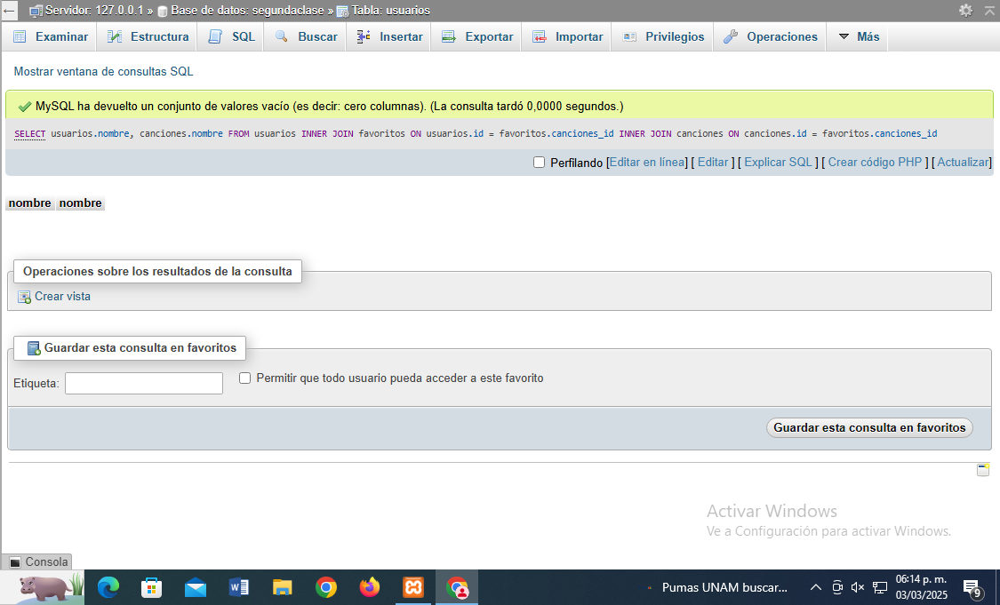 Servidor: 127.0.0.1 » Base de datos: segundaclase » Tabla: usuarios
Examinar Estructura SQL Buscar Insertar Exportar Importar Privilegios Operaciones Más
Mostrar ventana de consultas SQL
MySQL ha devuelto un conjunto de valores vacío (es decir: cero columnas). (La consulta tardó 0,0000 segundos.)
SELECT usuarios.nombre, canciones.nombre FROM usuarios INNER JOIN favoritos ON usuarios.id = favoritos.canciones_id INNER JOIN canciones ON canciones.id = favoritos.canciones_id
Perfilando [Editar en línea] [ Editar ] [ Explicar SQL ] [ Crear código PHP ] [ Actualizar]
nombre nombre
Operaciones sobre los resultados de la consulta
Crear vista
Guardar esta consulta en favoritos
Etiqueta: Permitir que todo usuario pueda acceder a este favorito
Guardar esta consulta en favoritos
Activar Windows
Ve a Configuración para activar Windows.
Consola
Pumas UNAM buscar...
06:14 p. m.
03/03/2025
9